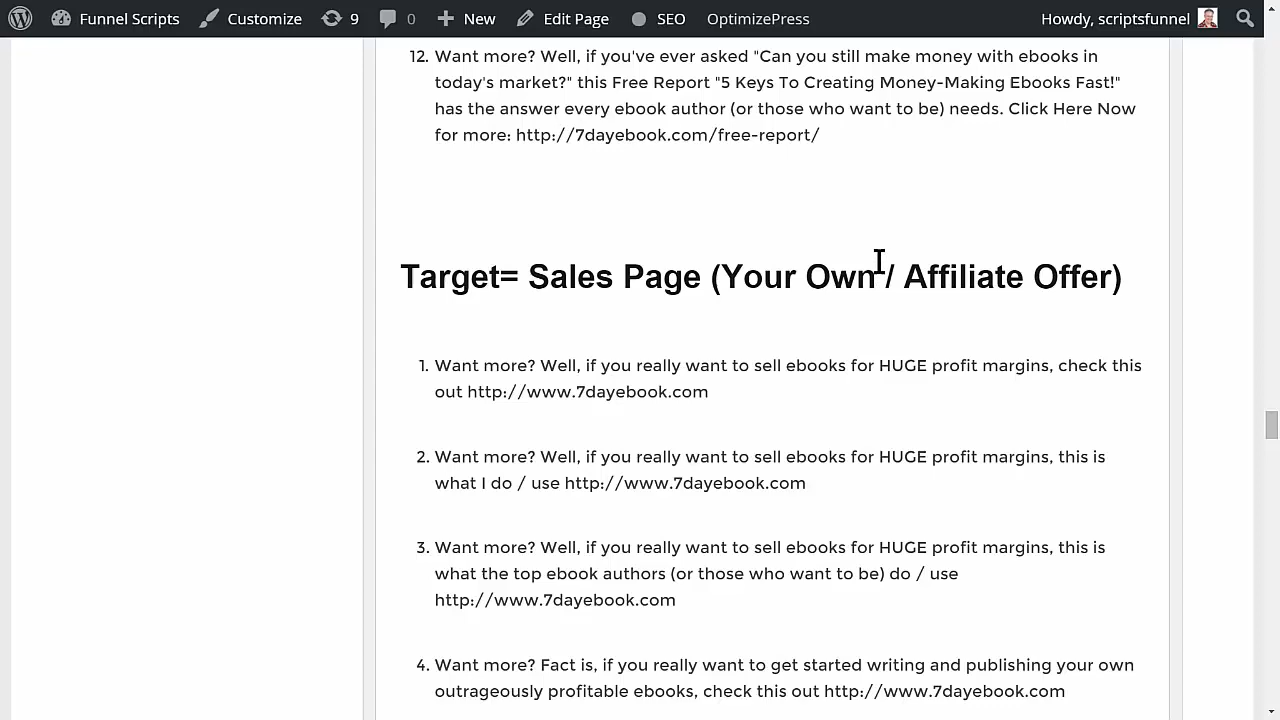 Funnel Scripts Customize 9 0 New Edit Page SEO OptimizePress Howdy, scriptsfunnel
12. Want more? Well, if you've ever asked "Can you still make money with ebooks in
today's market?" this Free Report "5 Keys To Creating Money-Making Ebooks Fast!"
has the answer every ebook author (or those who want to be) needs. Click Here Now
for more: http://7dayebook.com/free-report/
Target= Sales Page (Your Own / Affiliate Offer)
1. Want more? Well, if you really want to sell ebooks for HUGE profit margins, check this
out http://www.7dayebook.com
2. Want more? Well, if you really want to sell ebooks for HUGE profit margins, this is
what I do / use http://www.7dayebook.com
3. Want more? Well, if you really want to sell ebooks for HUGE profit margins, this is
what the top ebook authors (or those who want to be) do / use
http://www.7dayebook.com
4. Want more? Fact is, if you really want to get started writing and publishing your own
outrageously profitable ebooks, check this out http://www.7dayebook.com